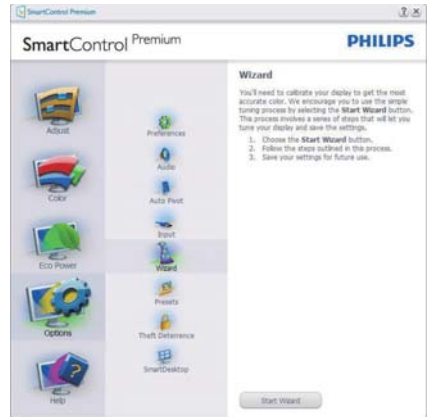 SmartControl Premium
SmartControl Premium
PHILIPS
Adjust
Color
Eco Power
Options
Help
Preferences
Audio
Auto Pivot
Input
Wizard
Presets
Theft Deterrence
SmartDesktop
Wizard
You'll need to calibrate your display to get the most
accurate color. We encourage you to use the simple
tuning process by selecting the Start Wizard button.
This process involves a series of steps that will let you
tune your display and save the settings.
1. Choose the Start Wizard button.
2. Follow the steps outlined in the process.
3. Save your settings for future use.
Start Wizard